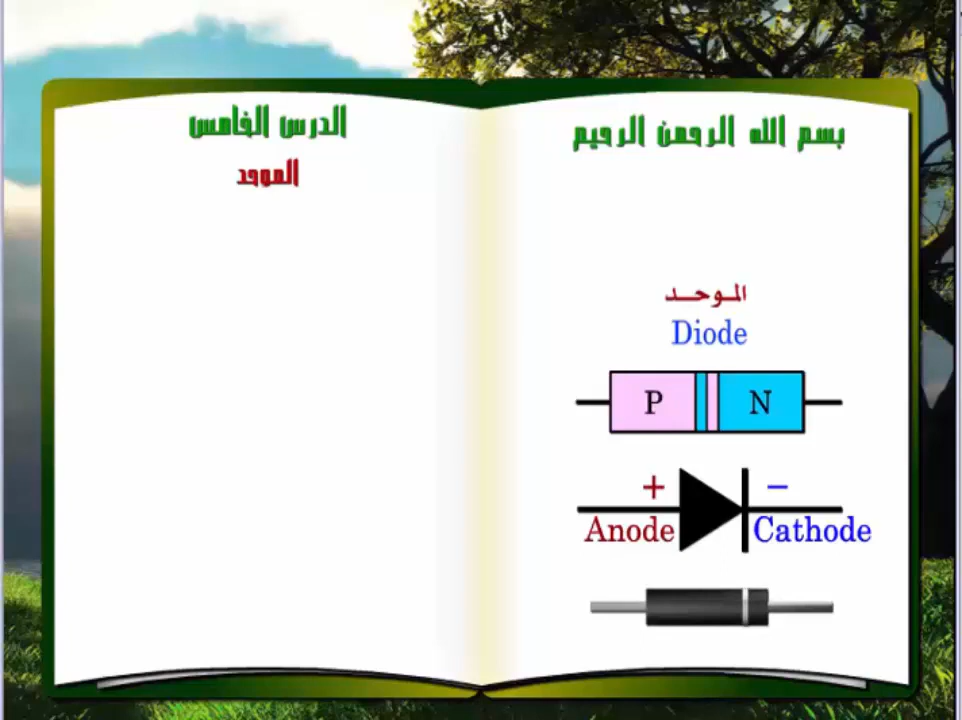 بسم الله الرحمن الرحيم
الموحد
Diode
P N
+ −
Anode Cathode
الدرس الخامس
الموحد